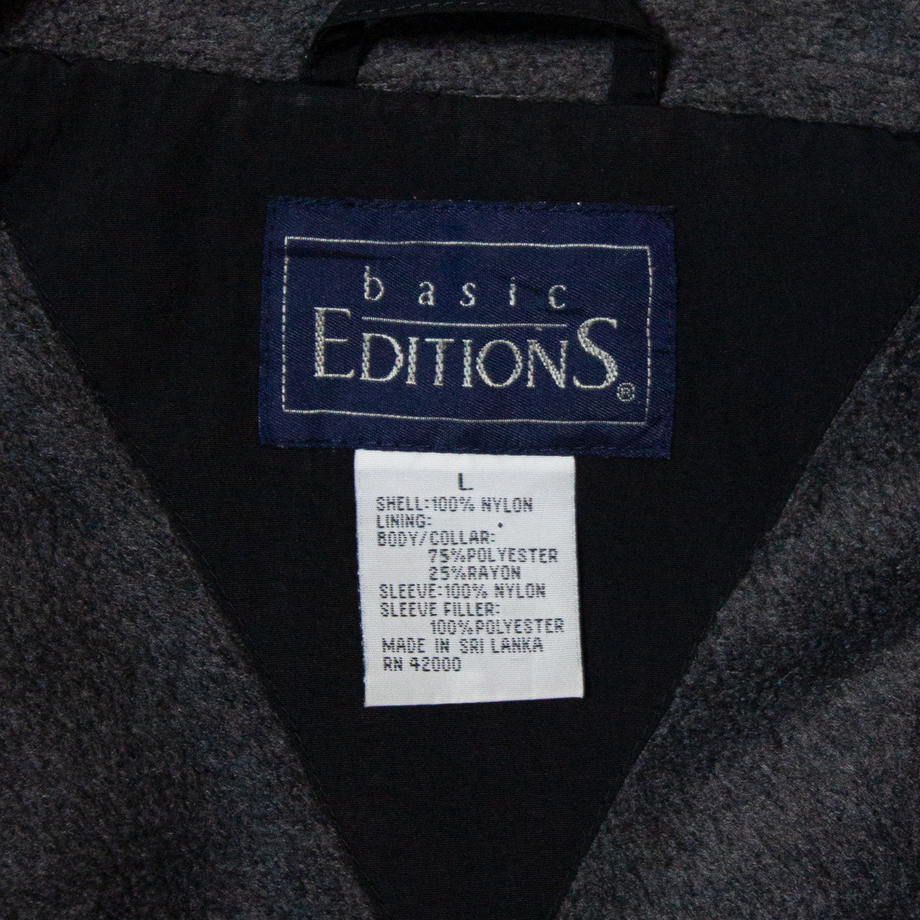 basic
EDITIONS®
L
SHELL:100% NYLON
LINING:
BODY/COLLAR:
75%POLYESTER
25%RAYON
SLEEVE:100% NYLON
SLEEVE FILLER:
100%POLYESTER
MADE IN SRI LANKA
RN 42000